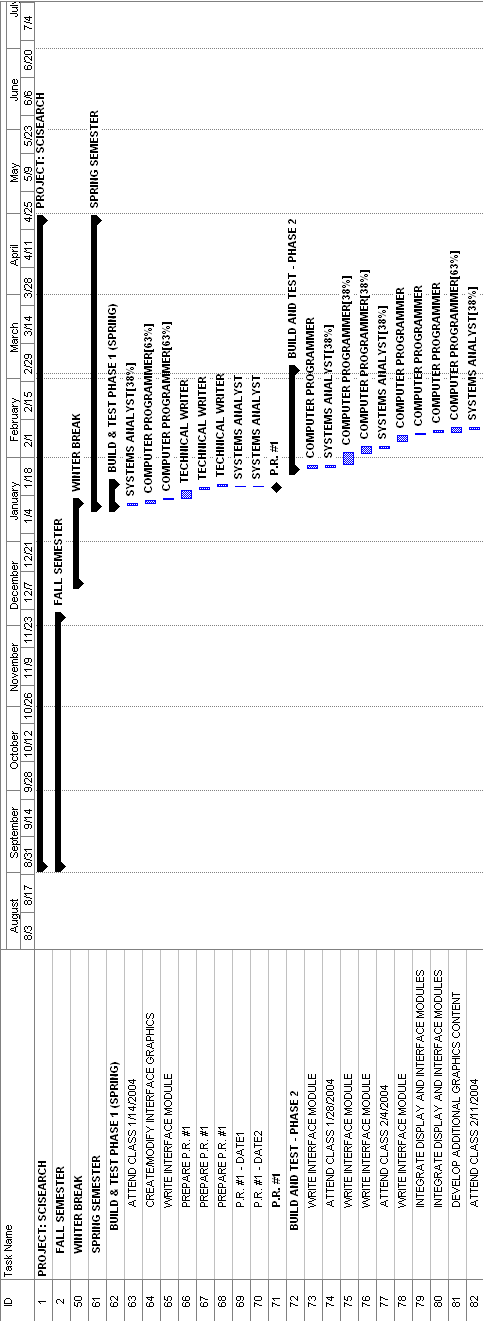 ID Task Name August September October November December January February March April May June July
8/3 8/17 8/31 9/14 9/28 10/12 10/26 11/9 11/23 12/7 12/21 1/4 1/18 2/1 2/15 2/29 3/14 3/28 4/11 4/25 5/9 5/23 6/6 6/20 7/4
1 PROJECT: SCISEARCH PROJECT: SCISEARCH
2 FALL SEMESTER FALL SEMESTER
50 WINTER BREAK WINTER BREAK
61 SPRING SEMESTER SPRING SEMESTER
62 BUILD & TEST PHASE 1 (SPRING) BUILD & TEST PHASE 1 (SPRING)
63 ATTEND CLASS 1/14/2004 SYSTEMS ANALYST[38%]
64 CREATE/MODIFY INTERFACE GRAPHICS COMPUTER PROGRAMMER[63%]
65 WRITE INTERFACE MODULE COMPUTER PROGRAMMER[63%]
66 PREPARE P.R. #1 TECHNICAL WRITER
67 PREPARE P.R. #1 TECHNICAL WRITER
68 PREPARE P.R. #1 TECHNICAL WRITER
69 P.R. #1 - DATE1 SYSTEMS ANALYST
70 P.R. #1 - DATE2 SYSTEMS ANALYST
71 P.R. #1 P.R. #1
72 BUILD AND TEST - PHASE 2 BUILD AND TEST - PHASE 2
73 WRITE INTERFACE MODULE COMPUTER PROGRAMMER
74 ATTEND CLASS 1/28/2004 SYSTEMS ANALYST[38%]
75 WRITE INTERFACE MODULE COMPUTER PROGRAMMER[38%]
76 WRITE INTERFACE MODULE COMPUTER PROGRAMMER[38%]
77 ATTEND CLASS 2/4/2004 SYSTEMS ANALYST[38%]
78 WRITE INTERFACE MODULE COMPUTER PROGRAMMER
79 INTEGRATE DISPLAY AND INTERFACE MODULES COMPUTER PROGRAMMER
80 INTEGRATE DISPLAY AND INTERFACE MODULES COMPUTER PROGRAMMER
81 DEVELOP ADDITIONAL GRAPHICS CONTENT COMPUTER PROGRAMMER[63%]
82 ATTEND CLASS 2/11/2004 SYSTEMS ANALYST[38%]